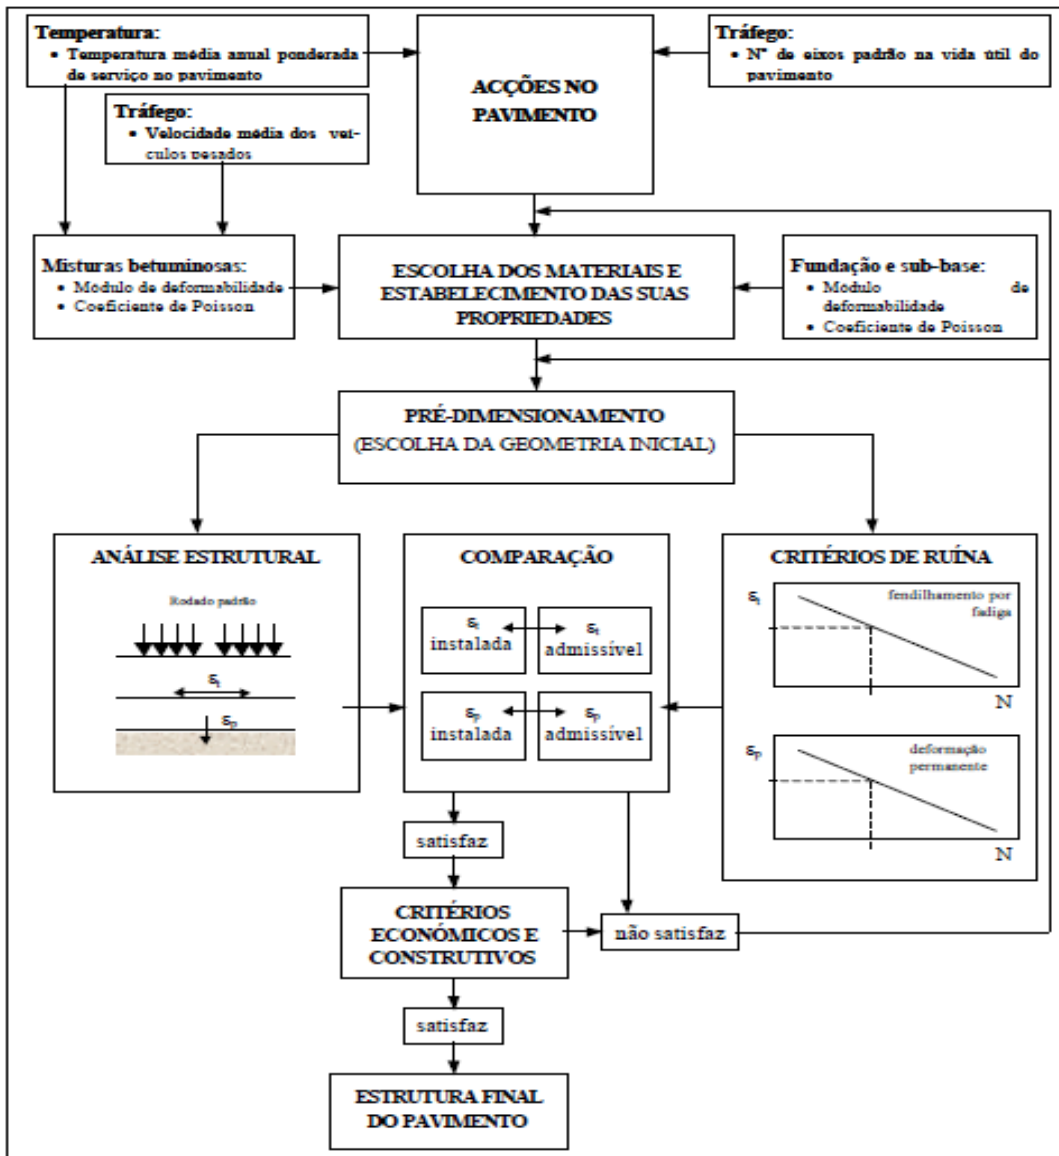 Temperatura:
• Temperatura média anual ponderada
de serviço no pavimento
Tráfego:
• Velocidade média dos veí-
culos pesados
ACÇÕES NO
PAVIMENTO
Tráfego:
• Nº de eixos padrão na vida útil do
pavimento
Misturas betuminosas:
• Módulo de deformabilidade
• Coeficiente de Poisson
ESCOLHA DOS MATERIAIS E
ESTABELECIMENTO DAS SUAS
PROPRIEDADES
Fundação e sub-base:
• Módulo de
deformabilidade
• Coeficiente de Poisson
PRÉ-DIMENSIONAMENTO
(ESCOLHA DA GEOMETRIA INICIAL)
ANÁLISE ESTRUTURAL
Rodado padrão
εt
εp
COMPARAÇÃO
εt
instalada
εt
admissível
εp
instalada
εp
admissível
CRITÉRIOS DE RUÍNA
εt
fendilhamento por
fadiga
N
εp
deformação
permanente
N
satisfaz
CRITÉRIOS
ECONÓMICOS E
CONSTRUTIVOS
não satisfaz
satisfaz
ESTRUTURA FINAL
DO PAVIMENTO